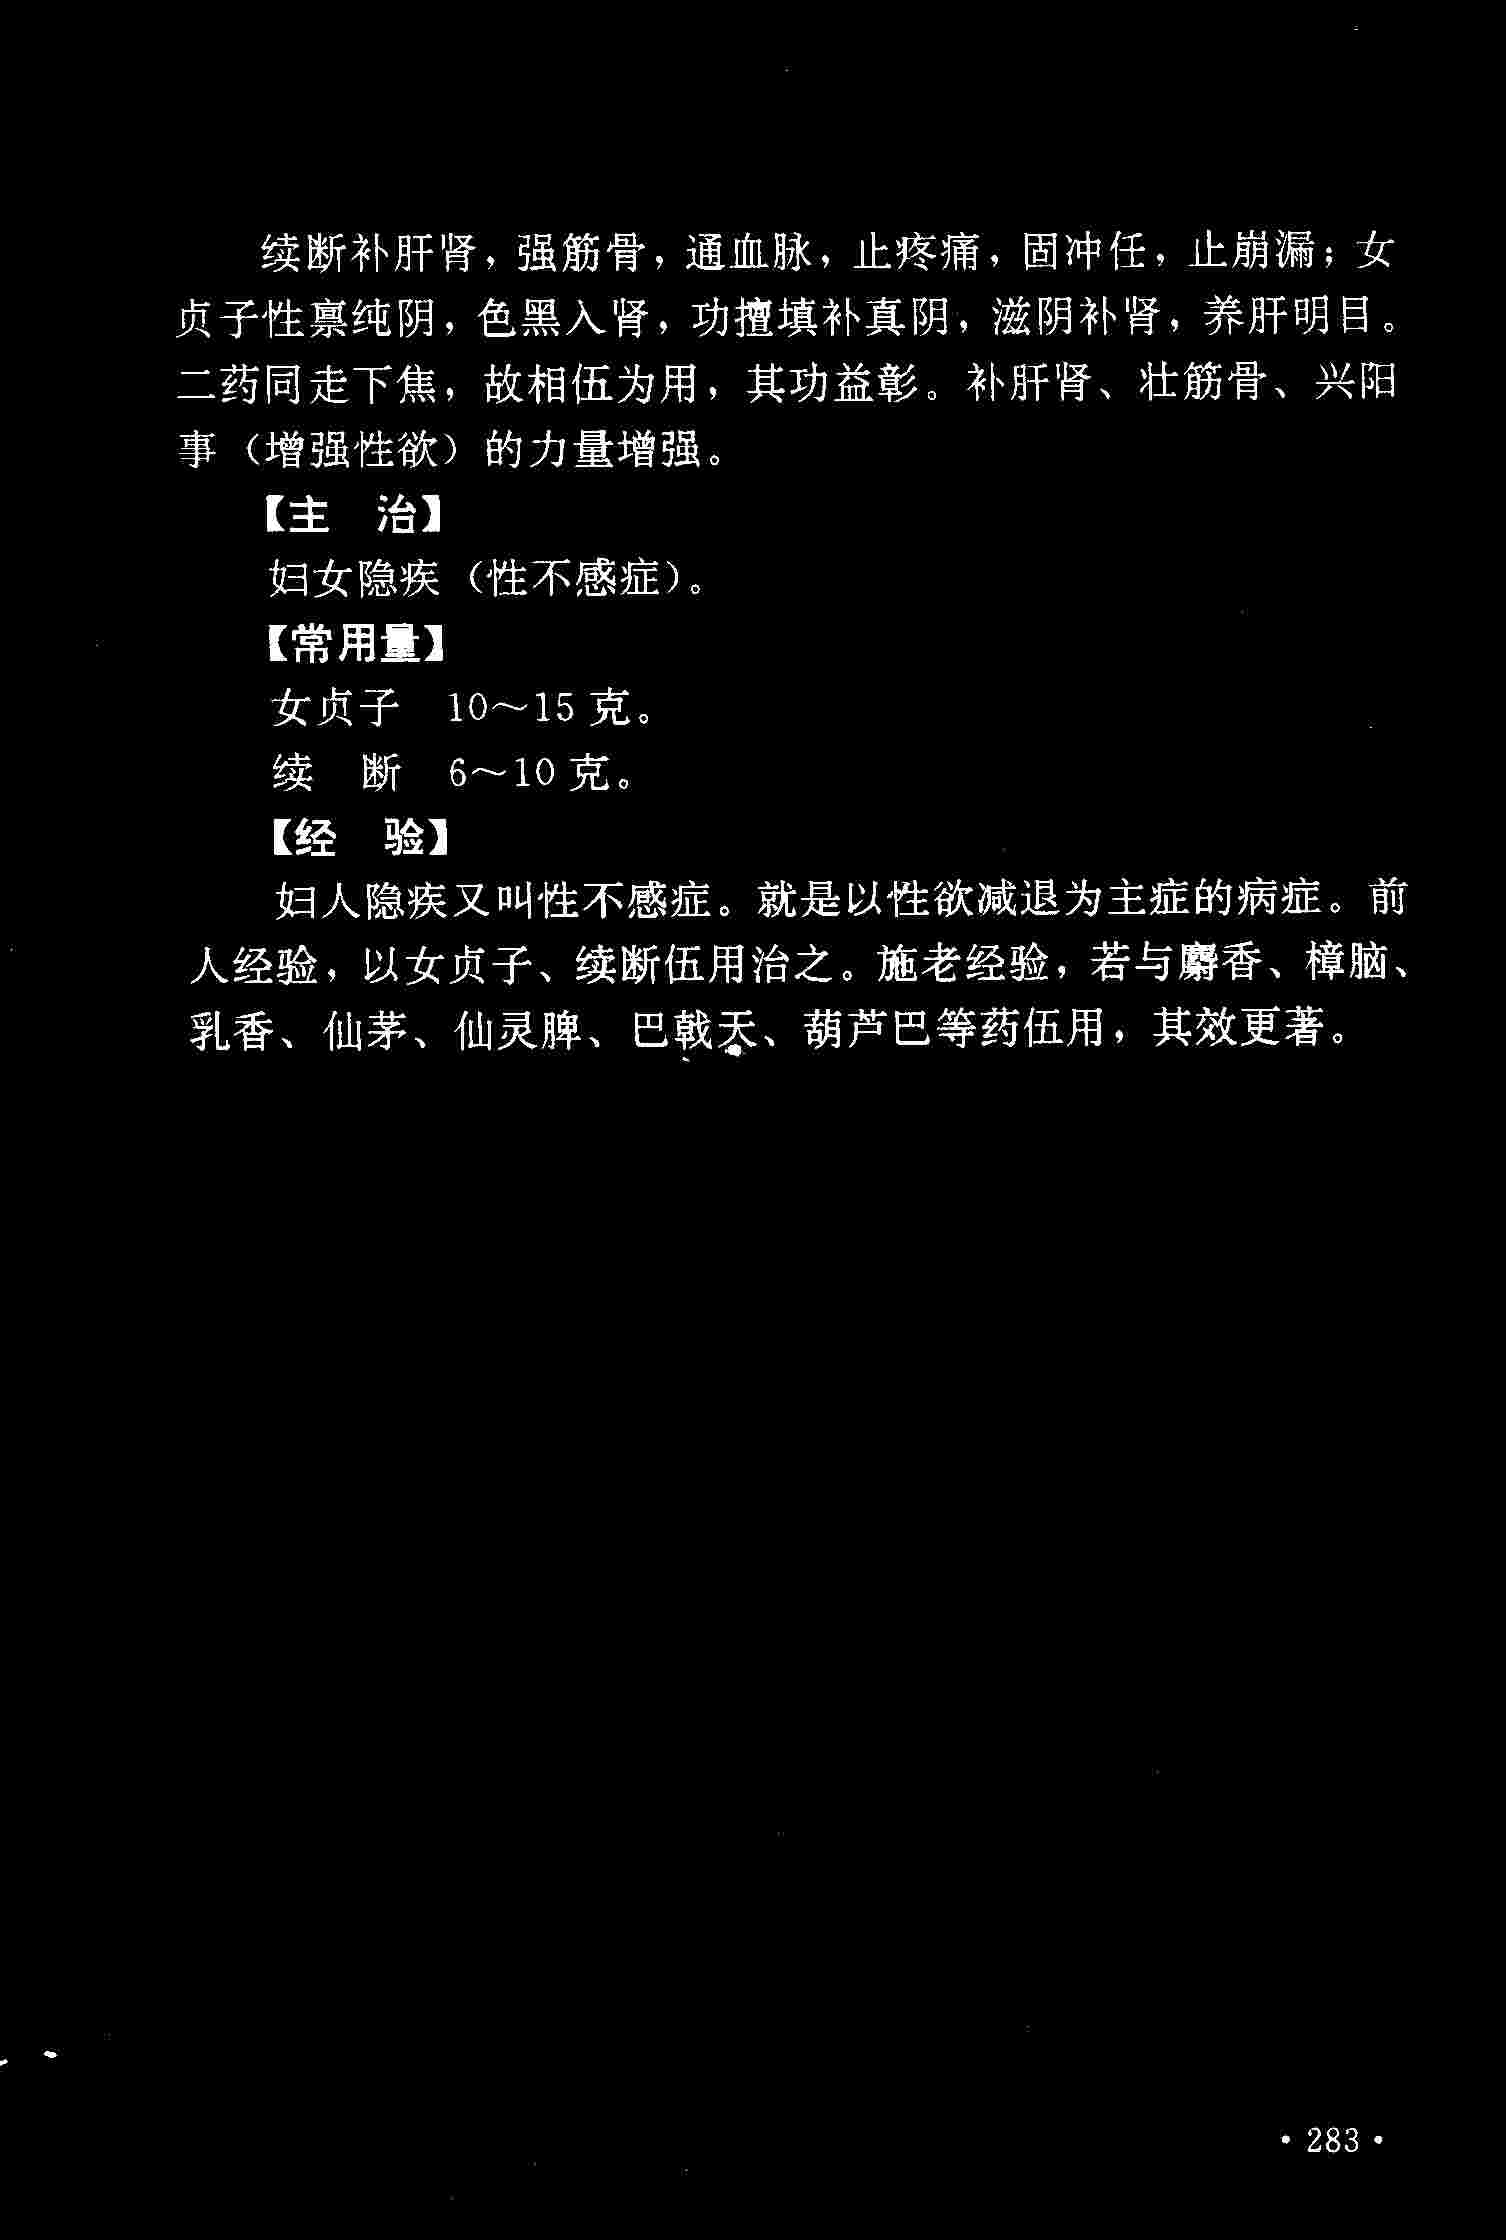 续断补肝肾，强筋骨，通血脉，止疼痛，固冲任，止崩漏；女
贞子性禀纯阴，色黑入肾，功擅填补真阴，滋阴补肾，养肝明目。
二药同走下焦，故相伍为用，其功益彰。补肝肾、壮筋骨、兴阳
事（增强性欲）的力量增强。
【主　治】
妇女隐疾（性不感症）。
【常用量】
女贞子　10～15 克。
续　断　6～10 克。
【经　验】
妇人隐疾又叫性不感症。就是以性欲减退为主症的病症。前
人经验，以女贞子、续断伍用治之。施老经验，若与麝香、樟脑、
乳香、仙茅、仙灵脾、巴戟天、葫芦巴等药伍用，其效更著。
· 283 ·